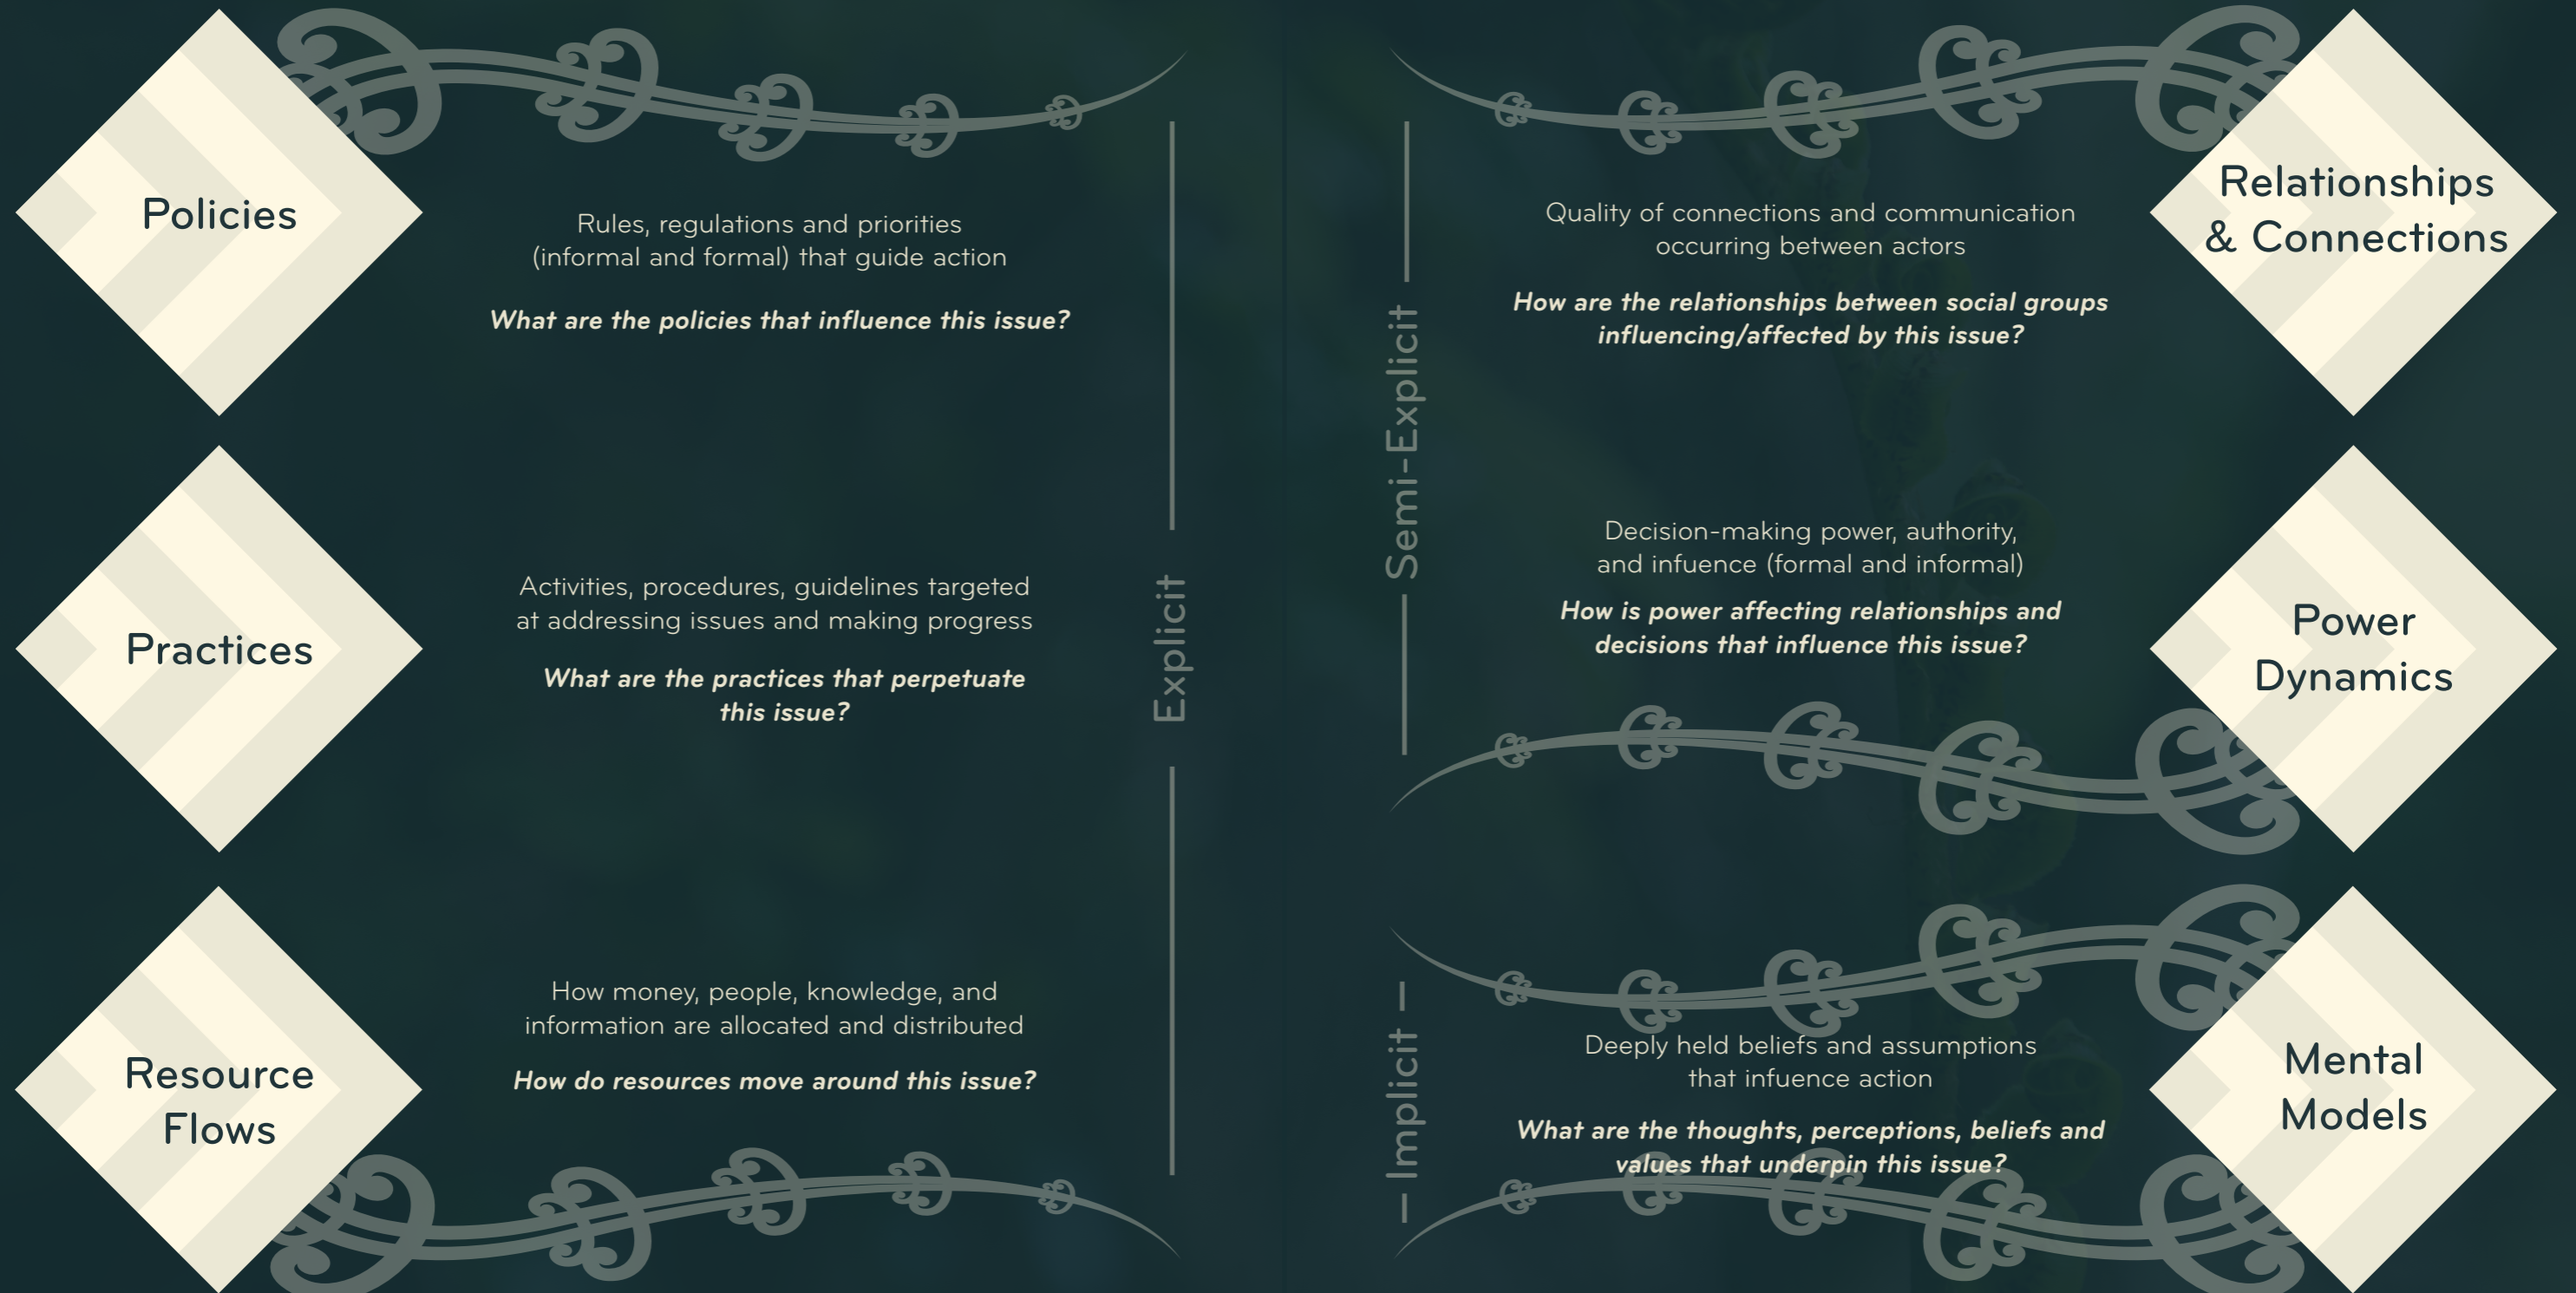 Policies
Rules, regulations and priorities
(informal and formal) that guide action
What are the policies that influence this issue?
Practices
Activities, procedures, guidelines targeted
at addressing issues and making progress
What are the practices that perpetuate
this issue?
Resource
Flows
How money, people, knowledge, and
information are allocated and distributed
How do resources move around this issue?
Explicit
Semi-Explicit
Relationships
& Connections
Quality of connections and communication
occurring between actors
How are the relationships between social groups
influencing/affected by this issue?
Power
Dynamics
Decision-making power, authority,
and infuence (formal and informal)
How is power affecting relationships and
decisions that influence this issue?
Implicit
Mental
Models
Deeply held beliefs and assumptions
that infuence action
What are the thoughts, perceptions, beliefs and
values that underpin this issue?